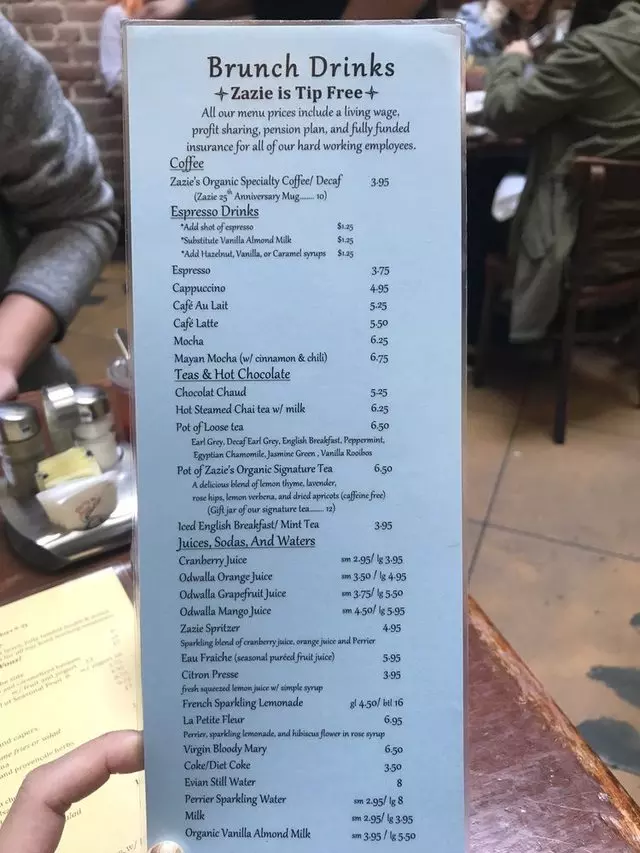 Brunch Drinks
Zazie is Tip Free
All our menu prices include a living wage,
profit sharing, pension plan, and fully funded
insurance for all of our hard working employees.
Coffee
Zazie's Organic Specialty Coffee/ Decaf 3.95
(Zazie 25th Anniversary Mug....... 10)
Espresso Drinks
*Add shot of espresso $1.25
*Substitute Vanilla Almond Milk $1.25
*Add Hazelnut, Vanilla, or Caramel syrups $1.25
Espresso 3.75
Cappuccino 4.95
Café Au Lait 5.25
Café Latte 5.50
Mocha 6.25
Mayan Mocha (w/ cinnamon & chili) 6.75
Teas & Hot Chocolate
Chocolat Chaud 5.25
Hot Steamed Chai tea w/ milk 6.25
Pot of Loose tea 6.50
Earl Grey, Decaf Earl Grey, English Breakfast, Peppermint,
Egyptian Chamomile, Jasmine Green , Vanilla Rooibos
Pot of Zazie's Organic Signature Tea 6.50
A delicious blend of lemon thyme, lavender,
rose hips, lemon verbena, and dried apricots (caffeine free)
(Gift jar of our signature tea....... 12)
Iced English Breakfast/ Mint Tea 3.95
Juices, Sodas, And Waters
Cranberry Juice sm 2.95/ lg 3.95
Odwalla Orange Juice sm 3.50 / lg 4.95
Odwalla Grapefruit Juice sm 3.75/ lg 5.50
Odwalla Mango Juice sm 4.50/ lg 5.95
Zazie Spritzer 4.95
Sparkling blend of cranberry juice, orange juice and Perrier
Eau Fraiche (seasonal puréed fruit juice) 5.95
Citron Presse 3.95
fresh squeezed lemon juice w/ simple syrup
French Sparkling Lemonade gl 4.50/ btl 16
La Petite Fleur 6.95
Perrier, sparkling lemonade, and hibiscus flower in rose syrup
Virgin Bloody Mary 6.50
Coke/Diet Coke 3.50
Evian Still Water 8
Perrier Sparkling Water sm 2.95/ lg 8
Milk sm 2.95/ lg 3.95
Organic Vanilla Almond Milk sm 3.95 / lg 5.50
and capers